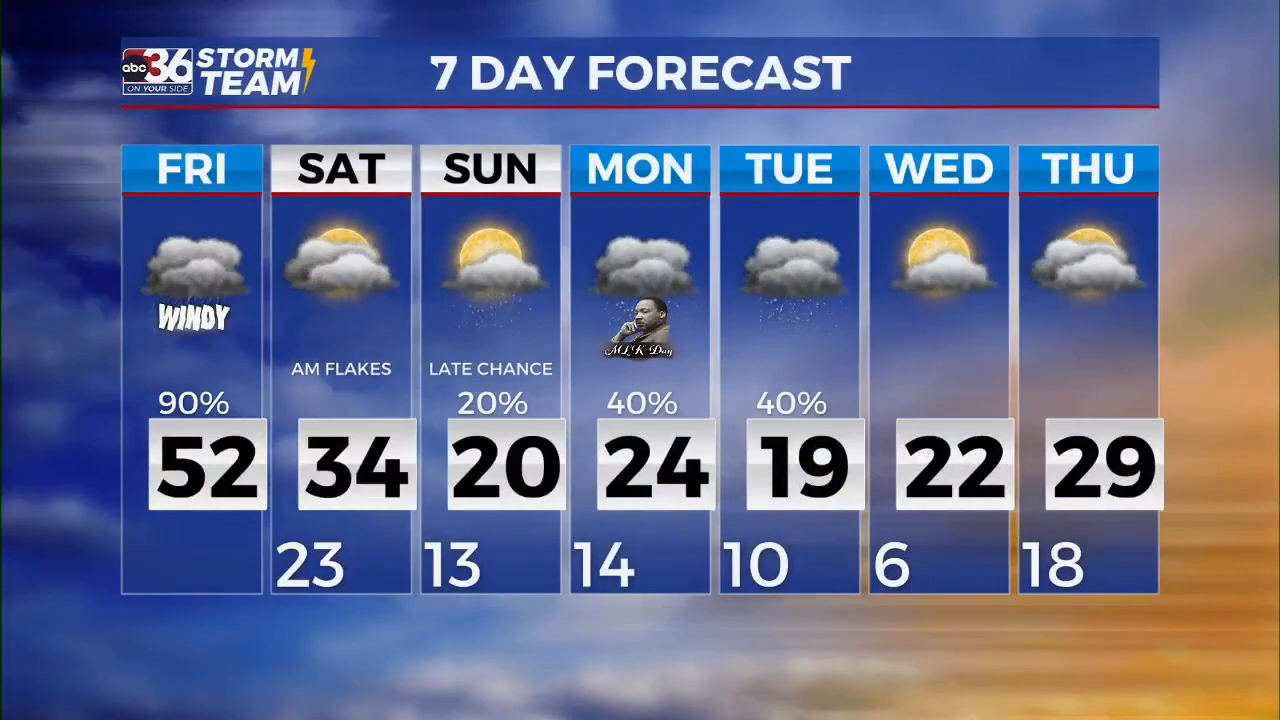 abc 36
ON YOUR SIDE
STORM
TEAM
7 DAY FORECAST
FRI SAT SUN MON TUE WED THU
WINDY
MLK Day
AM FLAKES LATE CHANCE
90% 20% 40% 40%
52 34 20 24 19 22 29
23 13 14 10 6 18